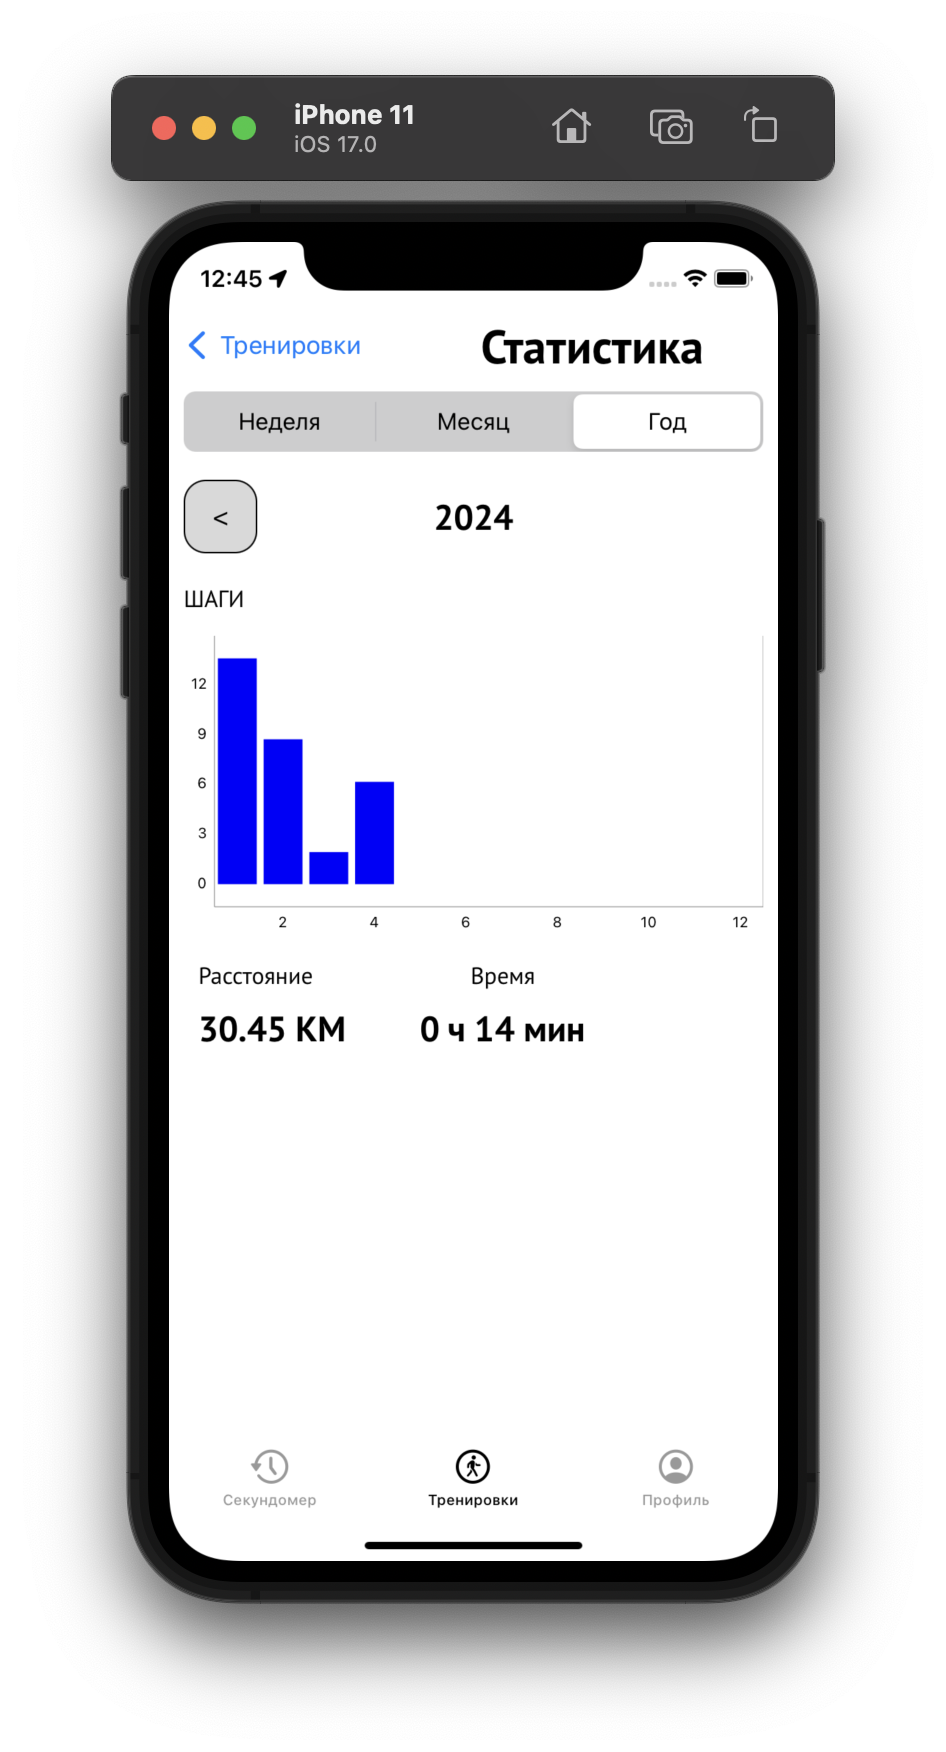 iPhone 11
iOS 17.0
12:45
Тренировки
Статистика
Неделя Месяц Год
< 2024
ШАГИ
12
9
6
3
0
2 4 6 8 10 12
Расстояние Время
30.45 КМ 0 ч 14 мин
Секундомер Тренировки Профиль